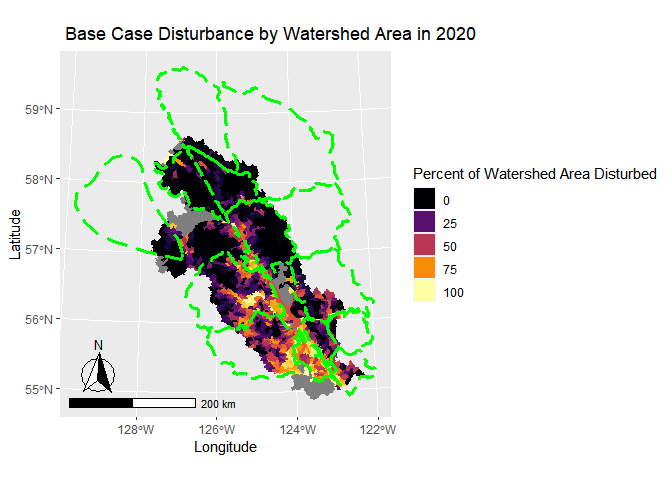 Base Case Disturbance by Watershed Area in 2020
59°N
58°N
57°N
56°N
55°N
Latitude
N
200 km
128°W
126°W
124°W
122°W
Longitude
Percent of Watershed Area Disturbed
0
25
50
75
100